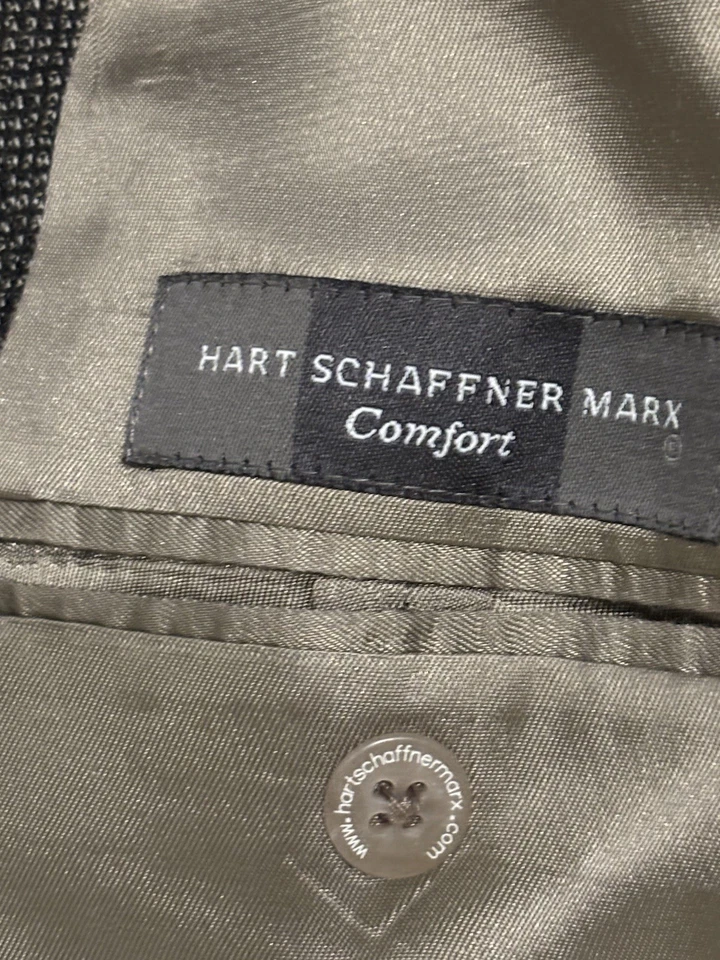 HART SCHAFFNER MARX
Comfort
®
www.hartschaffnermarx.com